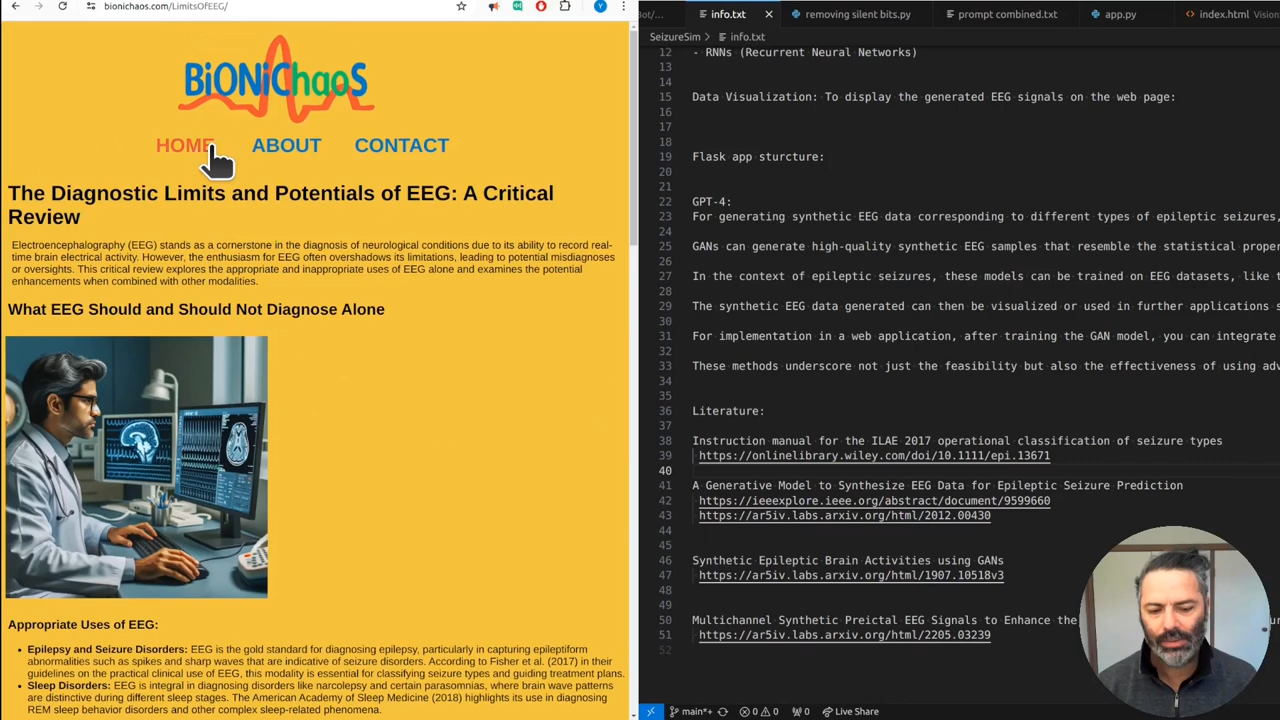 bionichaos.com/LimitsOfEEG/
Y
BiONiChaoS
HOME ABOUT CONTACT
The Diagnostic Limits and Potentials of EEG: A Critical
Review
Electroencephalography (EEG) stands as a cornerstone in the diagnosis of neurological conditions due to its ability to record real-
time brain electrical activity. However, the enthusiasm for EEG often overshadows its limitations, leading to potential misdiagnoses
or oversights. This critical review explores the appropriate and inappropriate uses of EEG alone and examines the potential
enhancements when combined with other modalities.
What EEG Should and Should Not Diagnose Alone
Appropriate Uses of EEG:
• Epilepsy and Seizure Disorders: EEG is the gold standard for diagnosing epilepsy, particularly in capturing epileptiform
abnormalities such as spikes and sharp waves that are indicative of seizure disorders. According to Fisher et al. (2017) in their
guidelines on the practical clinical use of EEG, this modality is essential for classifying seizure types and guiding treatment plans.
• Sleep Disorders: EEG is integral in diagnosing disorders like narcolepsy and certain parasomnias, where brain wave patterns
are distinctive during different sleep stages. The American Academy of Sleep Medicine (2018) highlights its use in diagnosing
REM sleep behavior disorders and other complex sleep-related phenomena.
Bot/... info.txt removing silent bits.py prompt combined.txt app.py index.html Vision
SeizureSim > info.txt
12 - RNNs (Recurrent Neural Networks)
13
14
15 Data Visualization: To display the generated EEG signals on the web page:
16
17
18
19 Flask app sturcture:
20
21
22 GPT-4:
23 For generating synthetic EEG data corresponding to different types of epileptic seizures,
24
25 GANs can generate high-quality synthetic EEG samples that resemble the statistical proper
26
27 In the context of epileptic seizures, these models can be trained on EEG datasets, like t
28
29 The synthetic EEG data generated can then be visualized or used in further applications s
30
31 For implementation in a web application, after training the GAN model, you can integrate
32
33 These methods underscore not just the feasibility but also the effectiveness of using adv
34
35
36 Literature:
37
38 Instruction manual for the ILAE 2017 operational classification of seizure types
39 https://onlinelibrary.wiley.com/doi/10.1111/epi.13671
40
41 A Generative Model to Synthesize EEG Data for Epileptic Seizure Prediction
42 https://ieeexplore.ieee.org/abstract/document/9599660
43 https://ar5iv.labs.arxiv.org/html/2012.00430
44
45
46 Synthetic Epileptic Brain Activities using GANs
47 https://ar5iv.labs.arxiv.org/html/1907.10518v3
48
49
50 Multichannel Synthetic Preictal EEG Signals to Enhance the
51 https://ar5iv.labs.arxiv.org/html/2205.03239
52
main*+ 0 0 0 Live Share